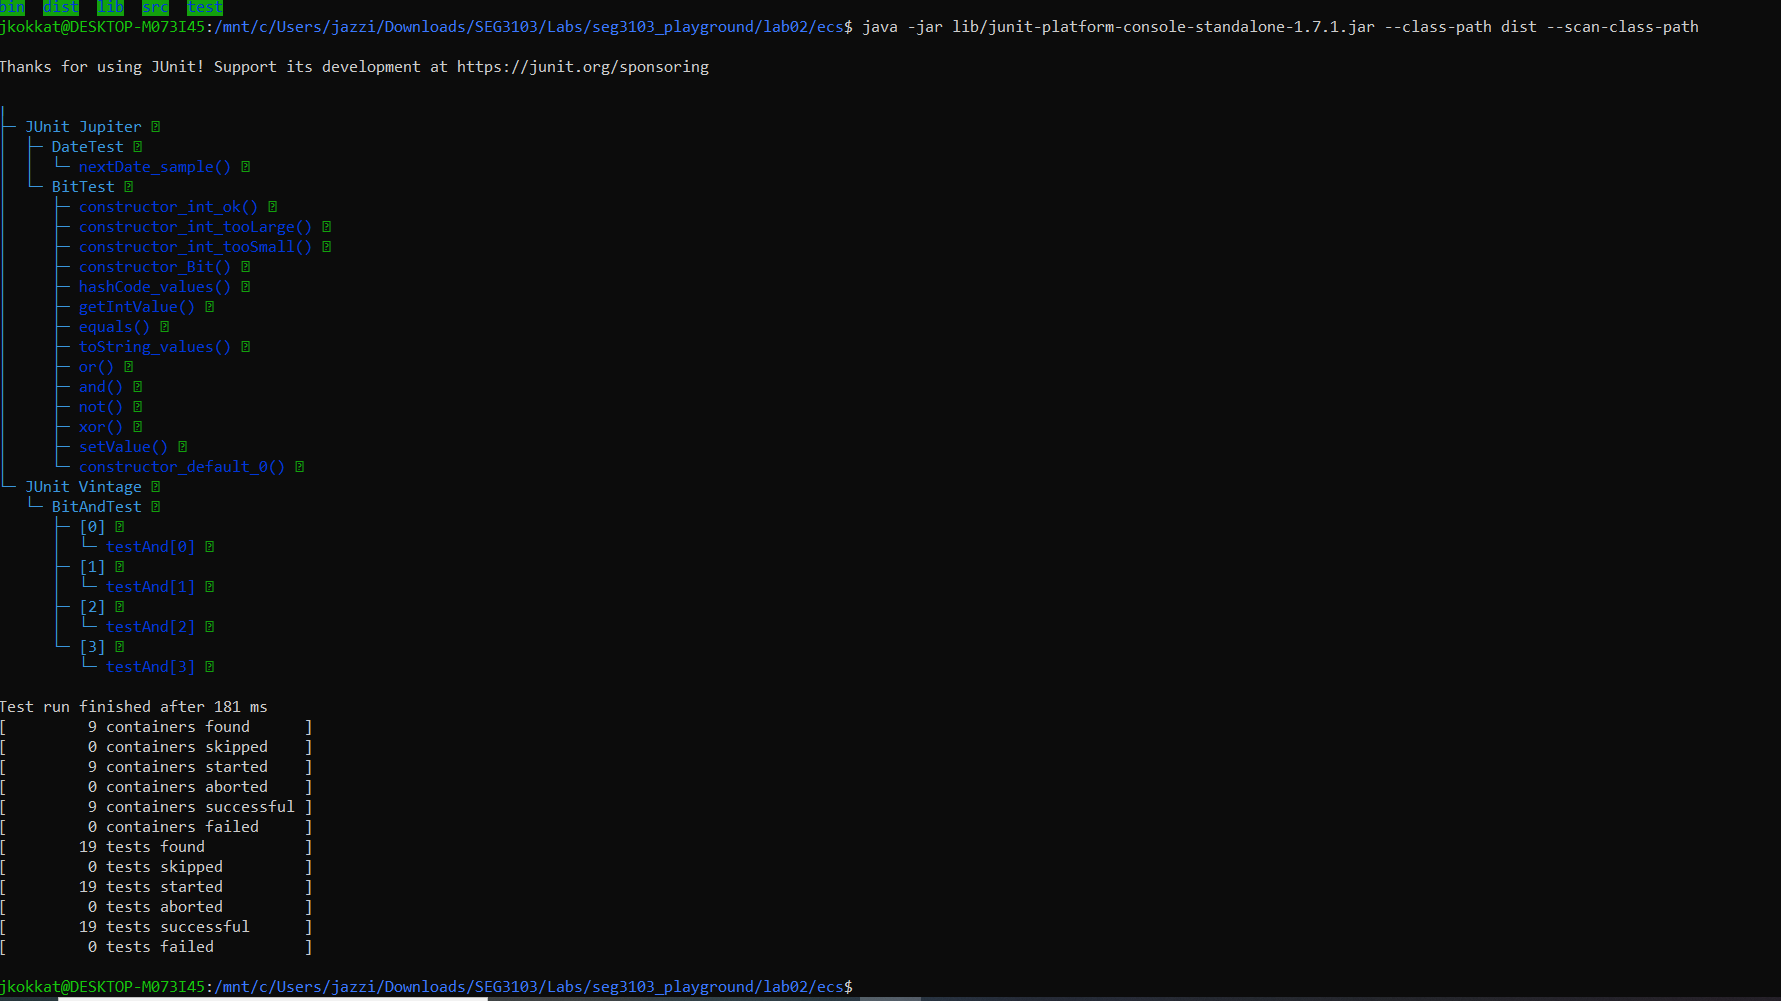 bin  dist  lib  src  test
jkokkat@DESKTOP-M073I45:/mnt/c/Users/jazzi/Downloads/SEG3103/Labs/seg3103_playground/lab02/ecs$ java -jar lib/junit-platform-console-standalone-1.7.1.jar --class-path dist --scan-class-path
Thanks for using JUnit! Support its development at https://junit.org/sponsoring
├─ JUnit Jupiter ⍰
│  ├─ DateTest ⍰
│  │  └─ nextDate_sample() ⍰
│  └─ BitTest ⍰
│     ├─ constructor_int_ok() ⍰
│     ├─ constructor_int_tooLarge() ⍰
│     ├─ constructor_int_tooSmall() ⍰
│     ├─ constructor_Bit() ⍰
│     ├─ hashCode_values() ⍰
│     ├─ getIntValue() ⍰
│     ├─ equals() ⍰
│     ├─ toString_values() ⍰
│     ├─ or() ⍰
│     ├─ and() ⍰
│     ├─ not() ⍰
│     ├─ xor() ⍰
│     ├─ setValue() ⍰
│     └─ constructor_default_0() ⍰
└─ JUnit Vintage ⍰
   └─ BitAndTest ⍰
      ├─ [0] ⍰
      │  └─ testAnd[0] ⍰
      ├─ [1] ⍰
      │  └─ testAnd[1] ⍰
      ├─ [2] ⍰
      │  └─ testAnd[2] ⍰
      └─ [3] ⍰
         └─ testAnd[3] ⍰
Test run finished after 181 ms
[         9 containers found      ]
[         0 containers skipped    ]
[         9 containers started    ]
[         0 containers aborted    ]
[         9 containers successful ]
[         0 containers failed     ]
[        19 tests found           ]
[         0 tests skipped         ]
[        19 tests started         ]
[         0 tests aborted         ]
[        19 tests successful      ]
[         0 tests failed          ]
jkokkat@DESKTOP-M073I45:/mnt/c/Users/jazzi/Downloads/SEG3103/Labs/seg3103_playground/lab02/ecs$